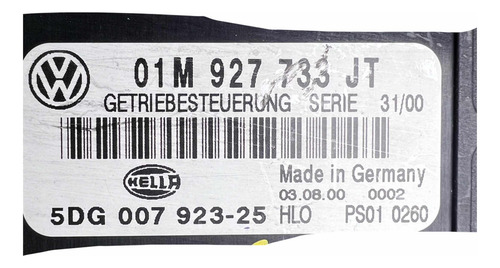 01M 927 733 JT
GETRIEBESTEUERUNG SERIE 31/00
Made in Germany
HELLA
03.08.00 0002
5DG 007 923-25 HLO PS01 0260